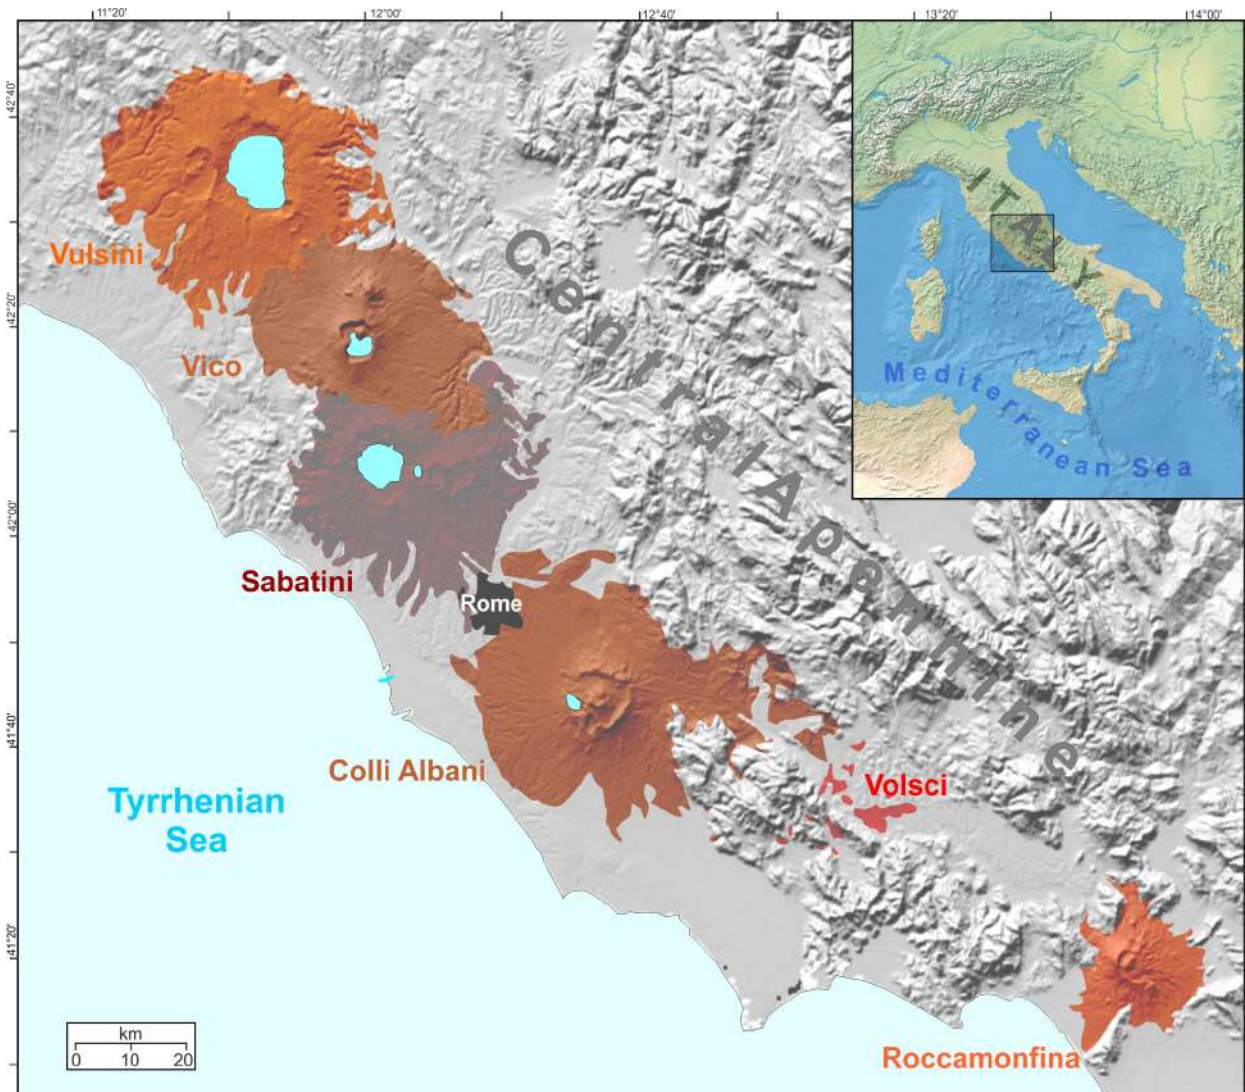 11°20'
12°00'
12°40'
13°20'
14°00'
42°40'
42°20'
42°00'
41°40'
41°20'
ITALY
Mediterranean Sea
Vulsini
Vico
Sabatini
Rome
Central Apennine
Colli Albani
Volsci
Tyrrhenian
Sea
Roccamonfina
km
0 10 20